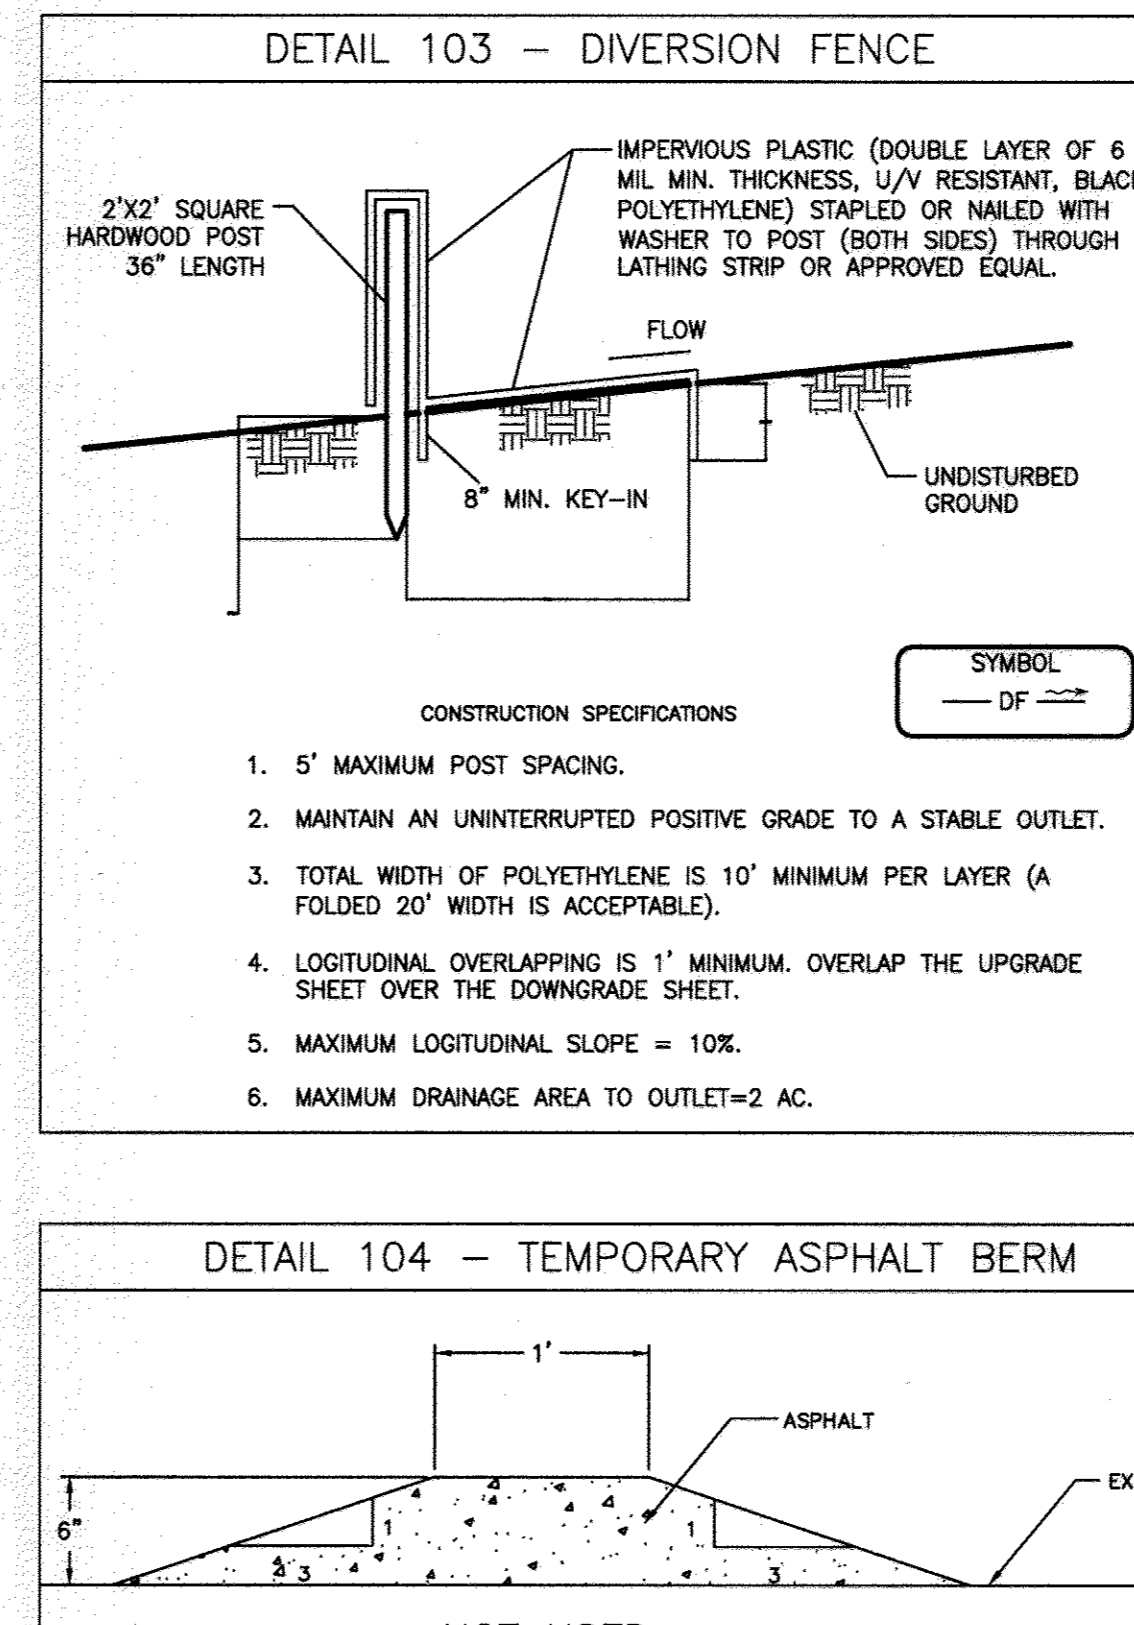 DETAIL 103 – DIVERSION FENCE
IMPERVIOUS PLASTIC (DOUBLE LAYER OF 6
MIL MIN. THICKNESS, U/V RESISTANT, BLACK
POLYETHYLENE) STAPLED OR NAILED WITH
WASHER TO POST (BOTH SIDES) THROUGH
LATHING STRIP OR APPROVED EQUAL.
2'X2' SQUARE
HARDWOOD POST
36" LENGTH
FLOW
8" MIN. KEY-IN
UNDISTURBED
GROUND
SYMBOL
DF
CONSTRUCTION SPECIFICATIONS
1. 5' MAXIMUM POST SPACING.
2. MAINTAIN AN UNINTERRUPTED POSITIVE GRADE TO A STABLE OUTLET.
3. TOTAL WIDTH OF POLYETHYLENE IS 10' MINIMUM PER LAYER (A
FOLDED 20' WIDTH IS ACCEPTABLE).
4. LOGITUDINAL OVERLAPPING IS 1' MINIMUM. OVERLAP THE UPGRADE
SHEET OVER THE DOWNGRADE SHEET.
5. MAXIMUM LOGITUDINAL SLOPE = 10%.
6. MAXIMUM DRAINAGE AREA TO OUTLET=2 AC.
DETAIL 104 – TEMPORARY ASPHALT BERM
1'
ASPHALT
EX
6"
1
1
3
3